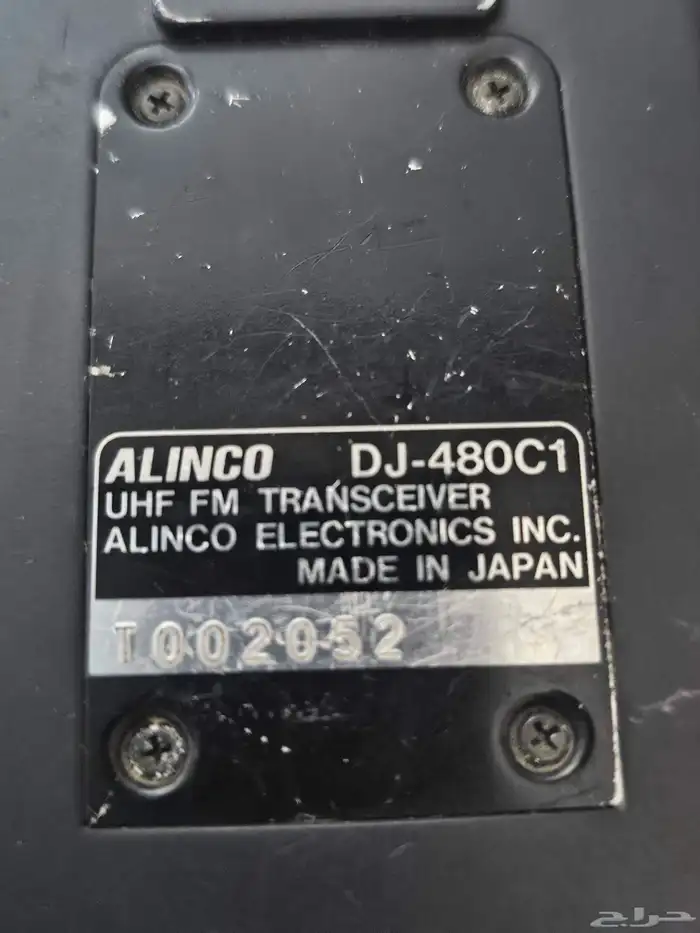 ALINCO DJ-480C1
UHF FM TRANSCEIVER
ALINCO ELECTRONICS INC.
MADE IN JAPAN
T002052
حراج